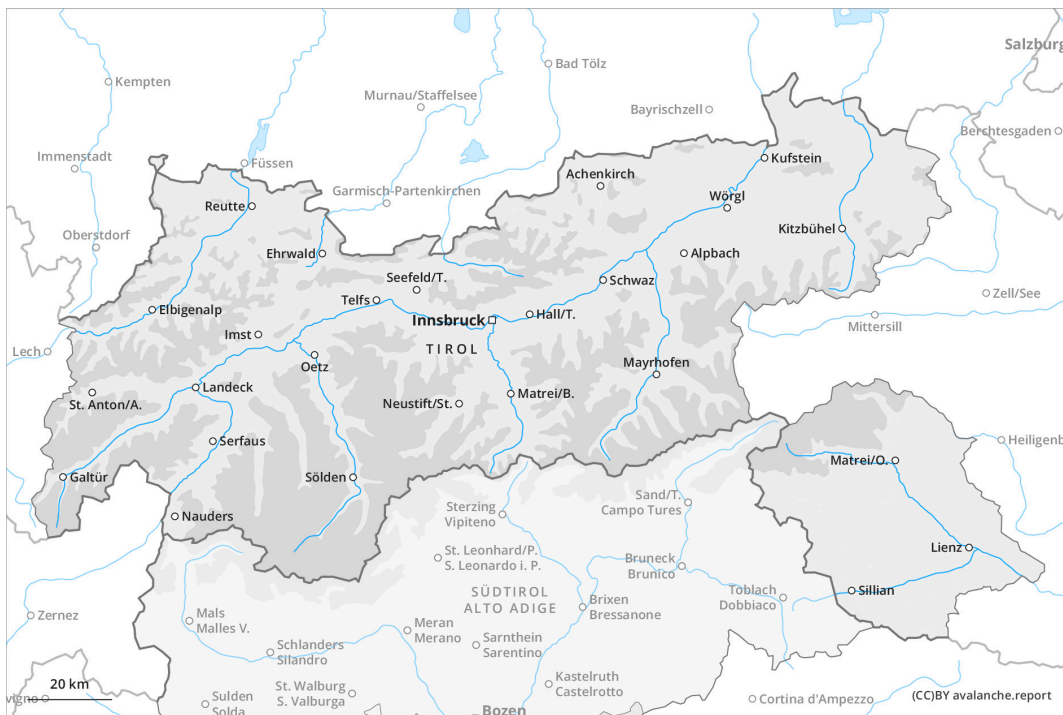 Salzburg
Kempten
Bad Tölz
Murnau/Staffelsee
Bayrischzell
Berchtesgaden
Immenstadt
Füssen
Kufstein
Achenkirch
Garmisch-Partenkirchen
Reutte
Wörgl
Oberstdorf
Kitzbühel
Ehrwald
Alpbach
Seefeld/T.
Schwaz
Zell/See
Telfs
Elbigenalp
Innsbruck
Hall/T.
Mittersill
Imst
TIROL
Lech
Oetz
Mayrhofen
Landeck
Matrei/B.
St. Anton/A.
Neustift/St.
Serfaus
Heiligenb
Matrei/O.
Galtür
Sölden
Sand/T.
Campo Tures
Sterzing
Vipiteno
Nauders
Lienz
St. Leonhard/P.
S. Leonardo i. P.
Bruneck
Brunico
SÜDTIROL
ALTO ADIGE
Toblach
Dobbiaco
Sillian
Brixen
Bressanone
Zernez
Mals
Malles V.
Meran
Merano
Sarnthein
Sarentino
Schlanders
Silandro
Kastelruth
Castelrotto
20 km
St. Walburg
S. Valburga
vigno
Sulden
Solda
Cortina d'Ampezzo
(CC)BY avalanche.report
Bozen